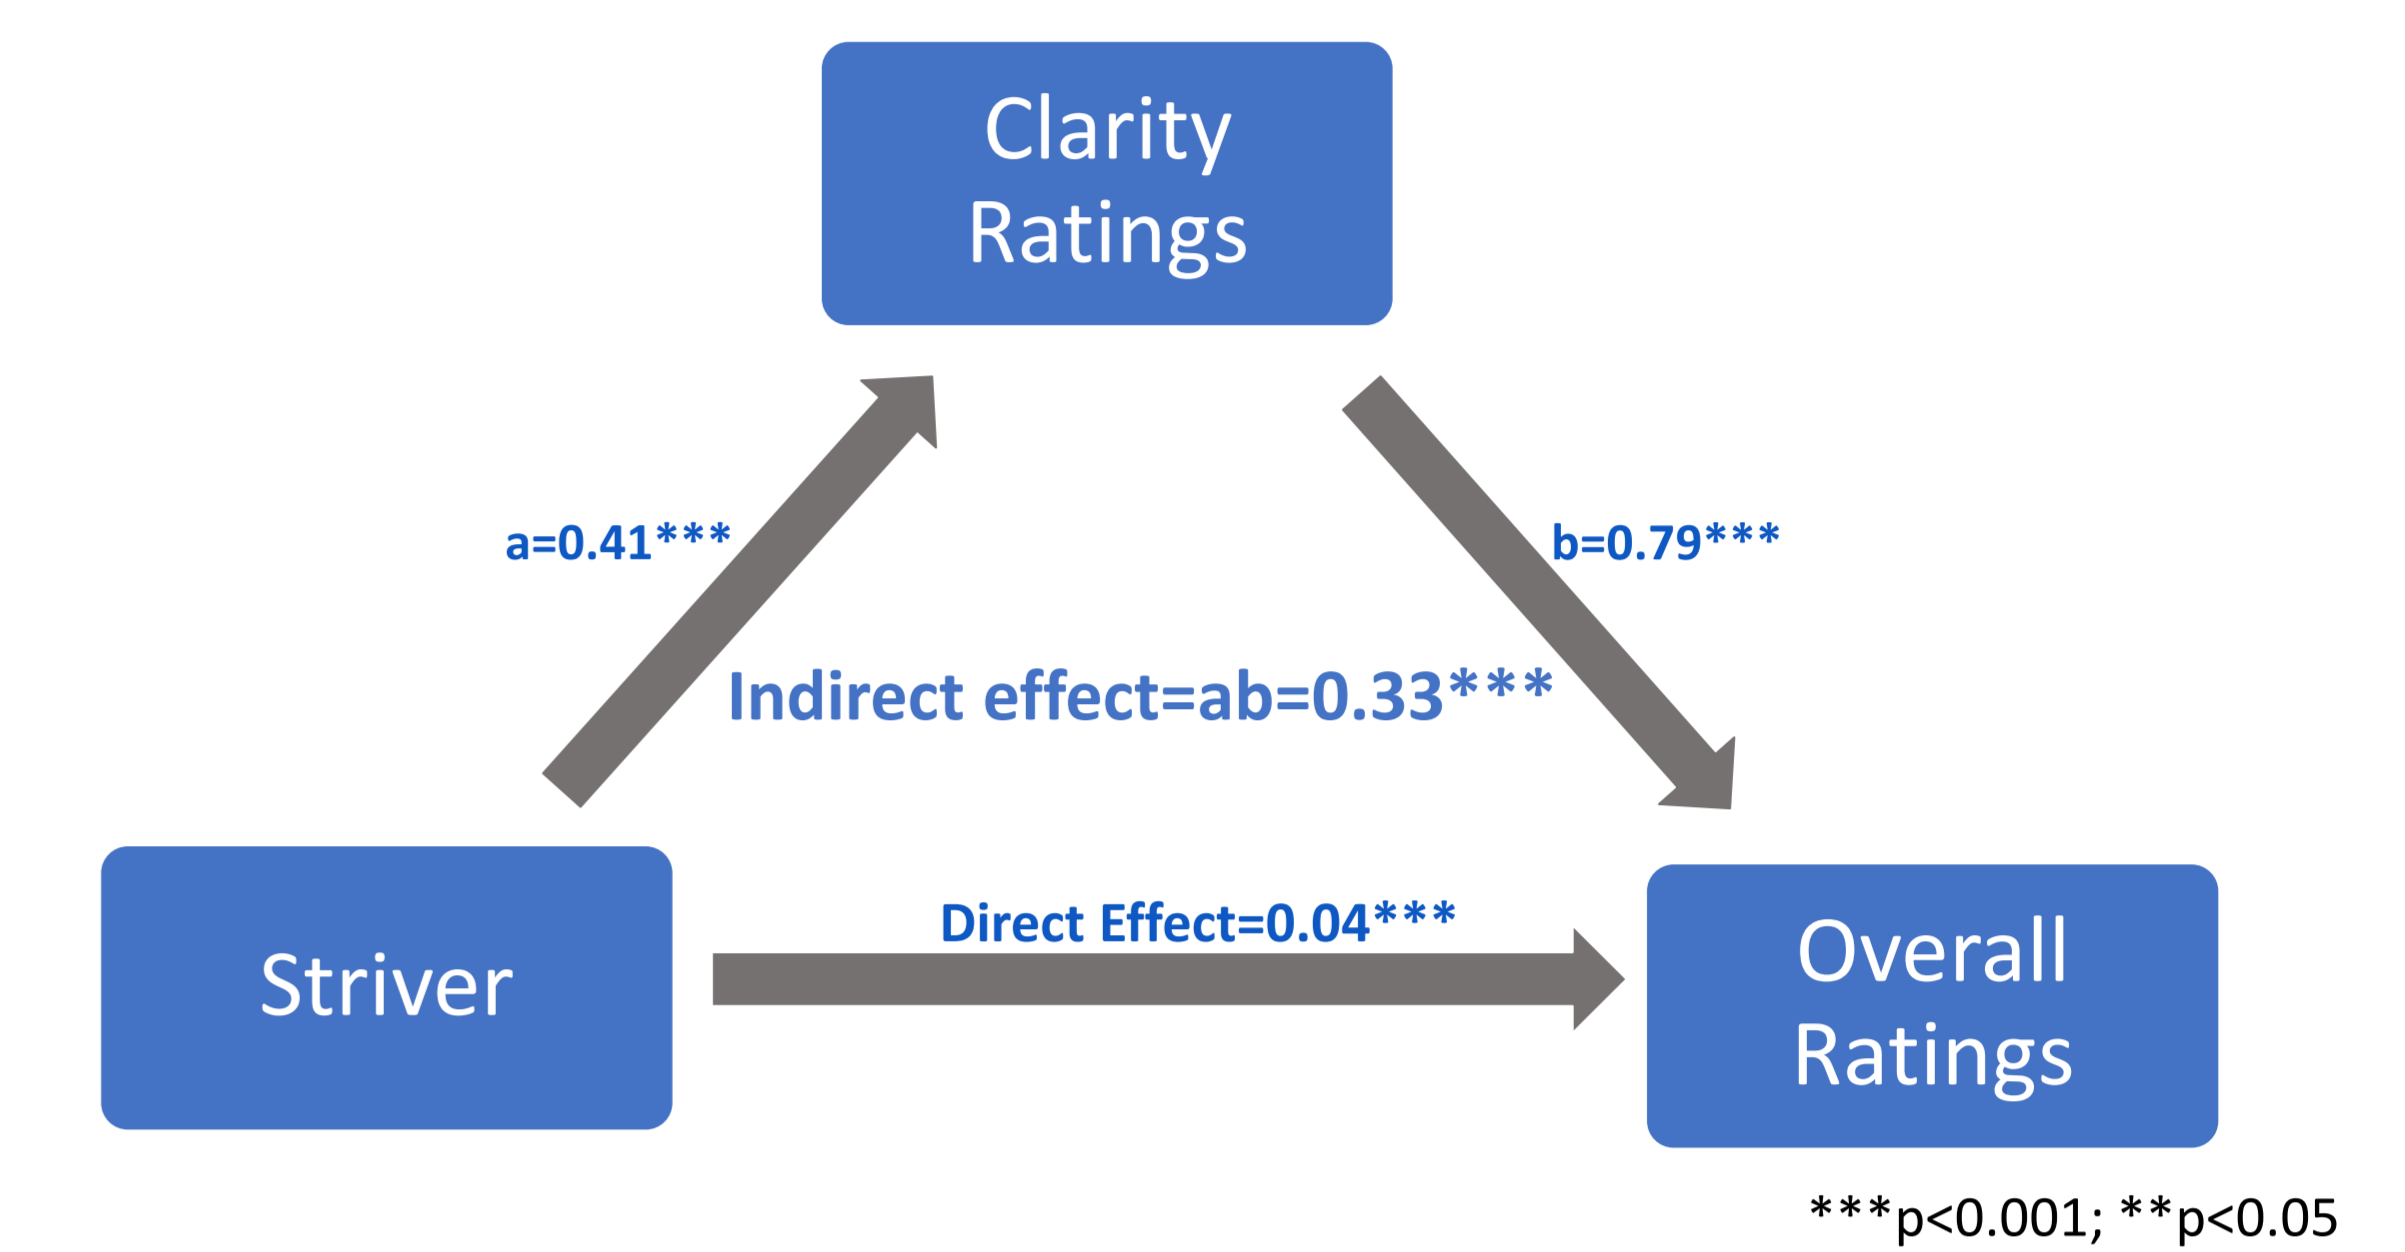 Clarity
Ratings
a=0.41***
b=0.79***
Indirect effect=ab=0.33***
Direct Effect=0.04***
Striver
Overall
Ratings
***p<0.001; **p<0.05